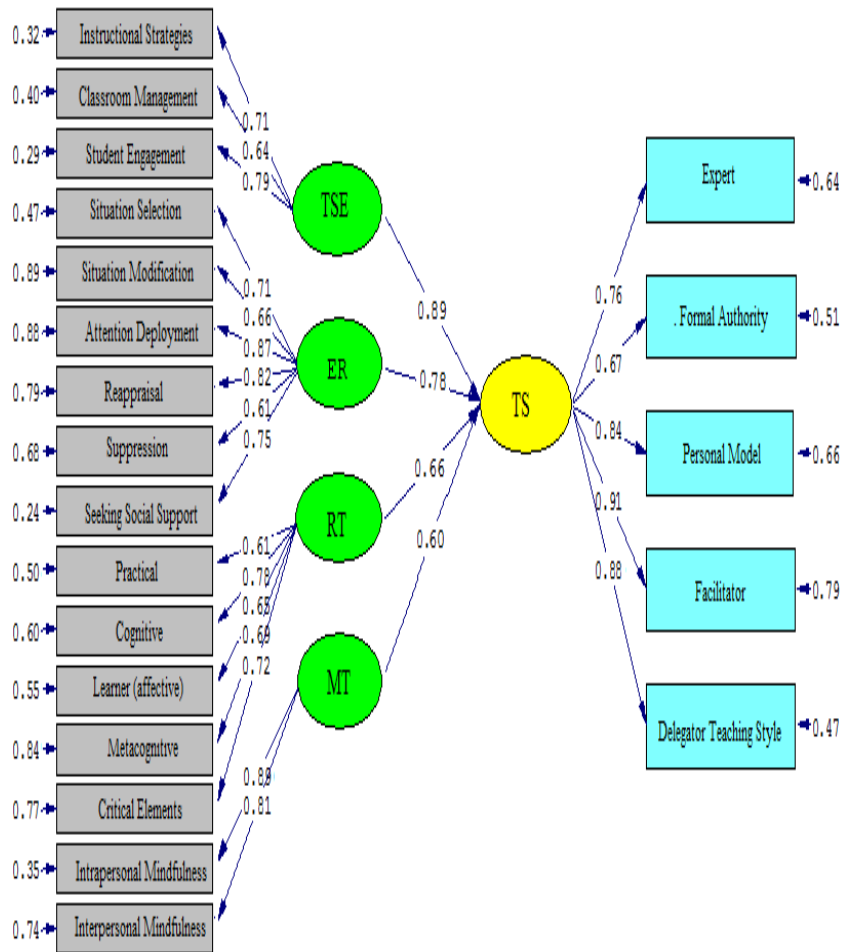 0.32 Instructional Strategies
0.40 Classroom Management
0.29 Student Engagement
0.47 Situation Selection
0.89 Situation Modification
0.88 Attention Deployment
0.79 Reappraisal
0.68 Suppression
0.24 Seeking Social Support
0.50 Practical
0.60 Cognitive
0.55 Learner (affective)
0.84 Metacognitive
0.77 Critical Elements
0.35 Intrapersonal Mindfulness
0.74 Interpersonal Mindfulness
0.71
0.64
0.79
0.71
0.66
0.87
0.82
0.61
0.75
0.61
0.78
0.65
0.69
0.72
0.81
TSE
ER
RT
MT
0.89
0.78
0.66
0.60
TS
0.76
0.67
0.84
0.91
0.88
Expert 0.64
. Formal Authority 0.51
Personal Model 0.66
Facilitator 0.79
Delegator Teaching Style 0.47